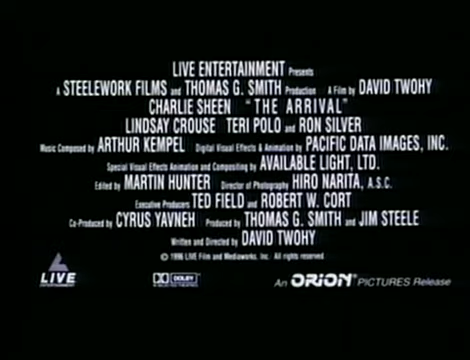 LIVE ENTERTAINMENT Presents
A STEELEWORK FILMS and THOMAS G. SMITH Production A Film by DAVID TWOHY
CHARLIE SHEEN "THE ARRIVAL"
LINDSAY CROUSE TERI POLO and RON SILVER
Music Composed by ARTHUR KEMPEL Digital Visual Effects & Animation by PACIFIC DATA IMAGES, INC.
Special Visual Effects Animation and Compositing by AVAILABLE LIGHT, LTD.
Edited by MARTIN HUNTER Director of Photography HIRO NARITA, A.S.C.
Executive Producers TED FIELD and ROBERT W. CORT
Co-Produced by CYRUS YAVNEH Produced by THOMAS G. SMITH and JIM STEELE
Written and Directed by DAVID TWOHY
© 1996 LIVE Film and Mediaworks, Inc. All rights reserved
LIVE
ENTERTAINMENT
DOLBY
IN SELECTED THEATRES
An ORION PICTURES Release